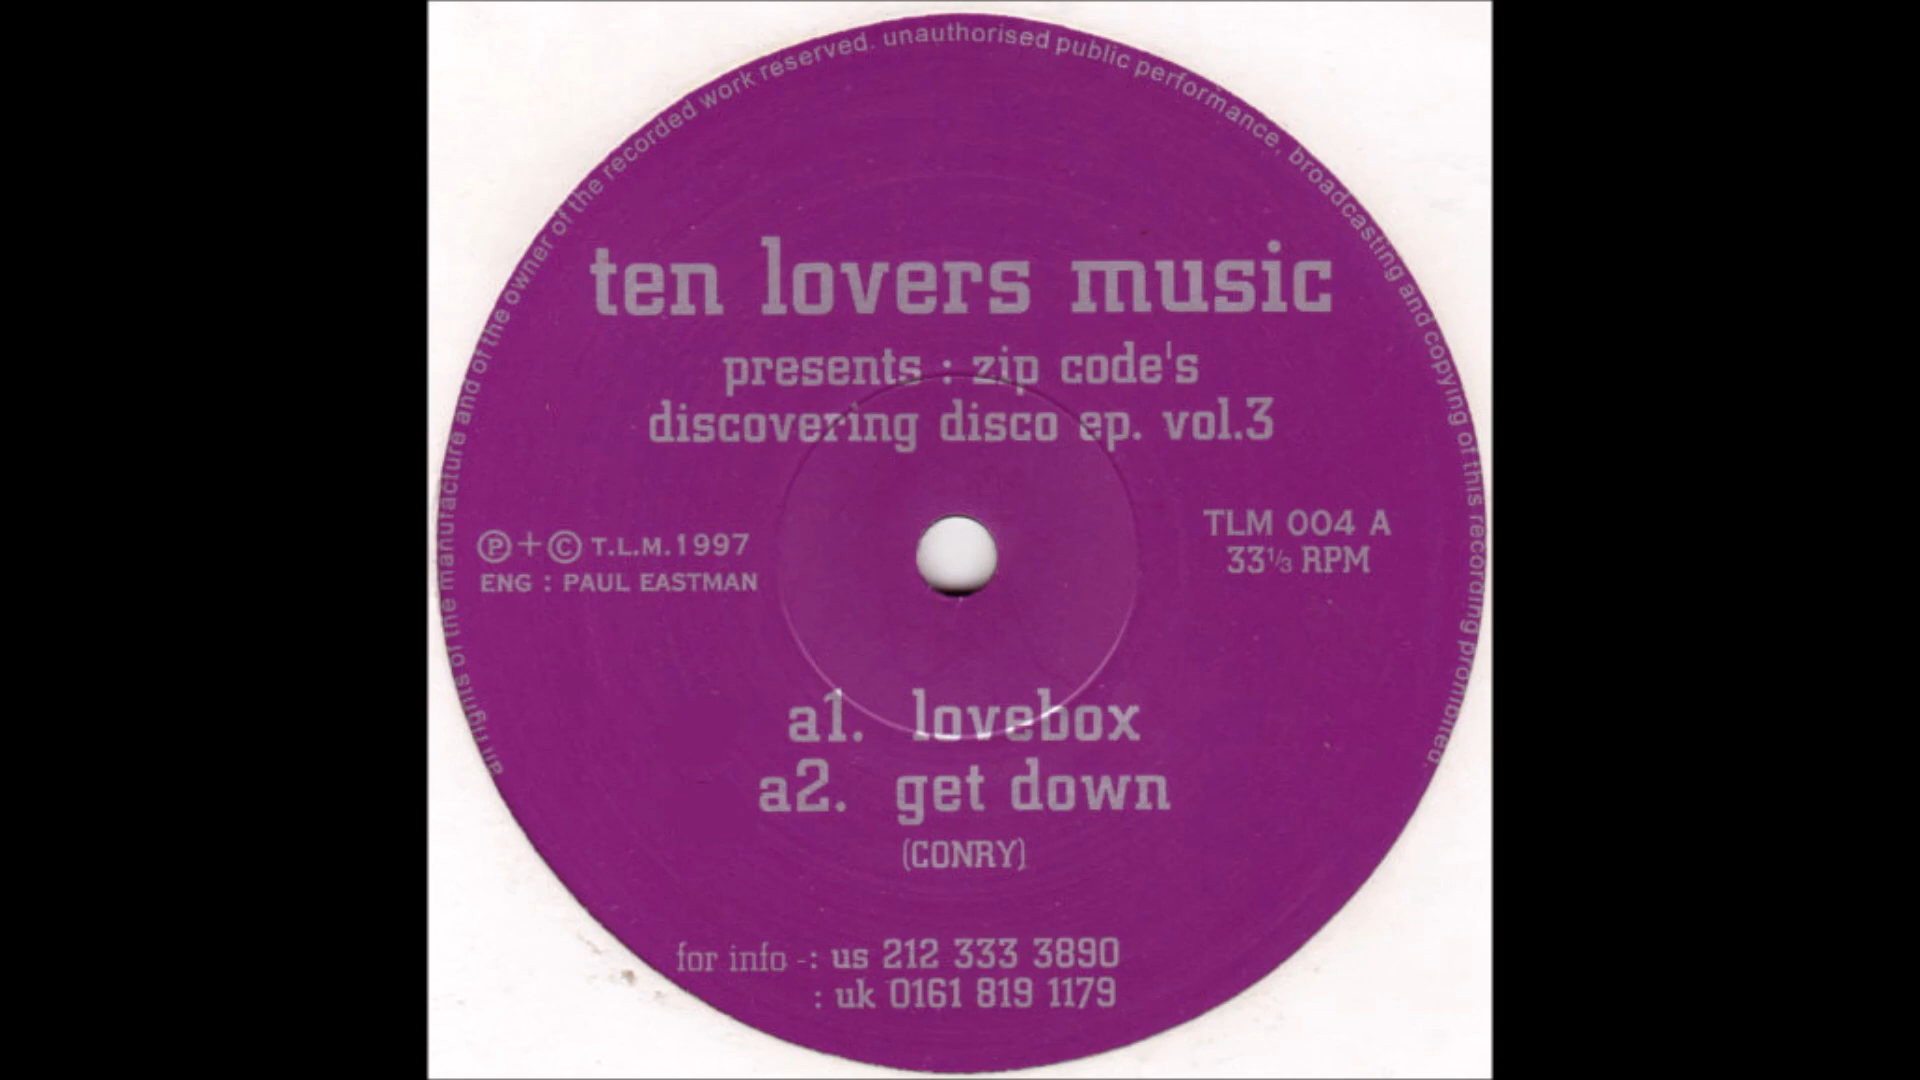 all rights of the manufacture and of the owner of the recorded work reserved. unauthorised public performance, broadcasting and copying of this recording prohibited.
ten lovers music
presents : zip code's
discovering disco ep. vol.3
Ⓟ+© T.L.M.1997
ENG : PAUL EASTMAN
TLM 004 A
33⅓ RPM
a1. lovebox
a2. get down
(CONRY)
for info -: us 212 333 3890
: uk 0161 819 1179